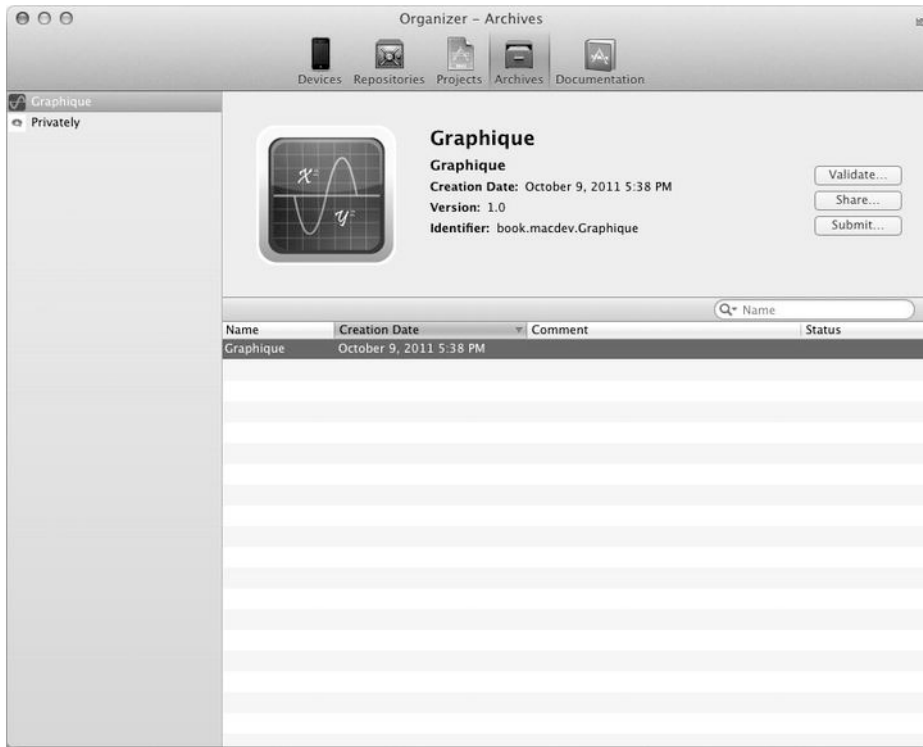 Organizer – Archives
Devices Repositories Projects Archives Documentation
Graphique
Privately
Graphique
Graphique
Creation Date: October 9, 2011 5:38 PM
Version: 1.0
Identifier: book.macdev.Graphique
Validate...
Share...
Submit...
Name
Name Creation Date Comment Status
Graphique October 9, 2011 5:38 PM